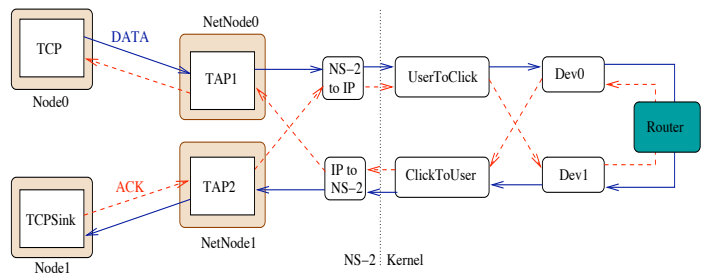 NetNode0
DATA
TCP
TAP1
NS-2
to IP
UserToClick
Dev0
Node0
Router
ACK
TCPSink
TAP2
IP to
NS-2
ClickToUser
Dev1
NetNode1
Node1
NS-2
Kernel